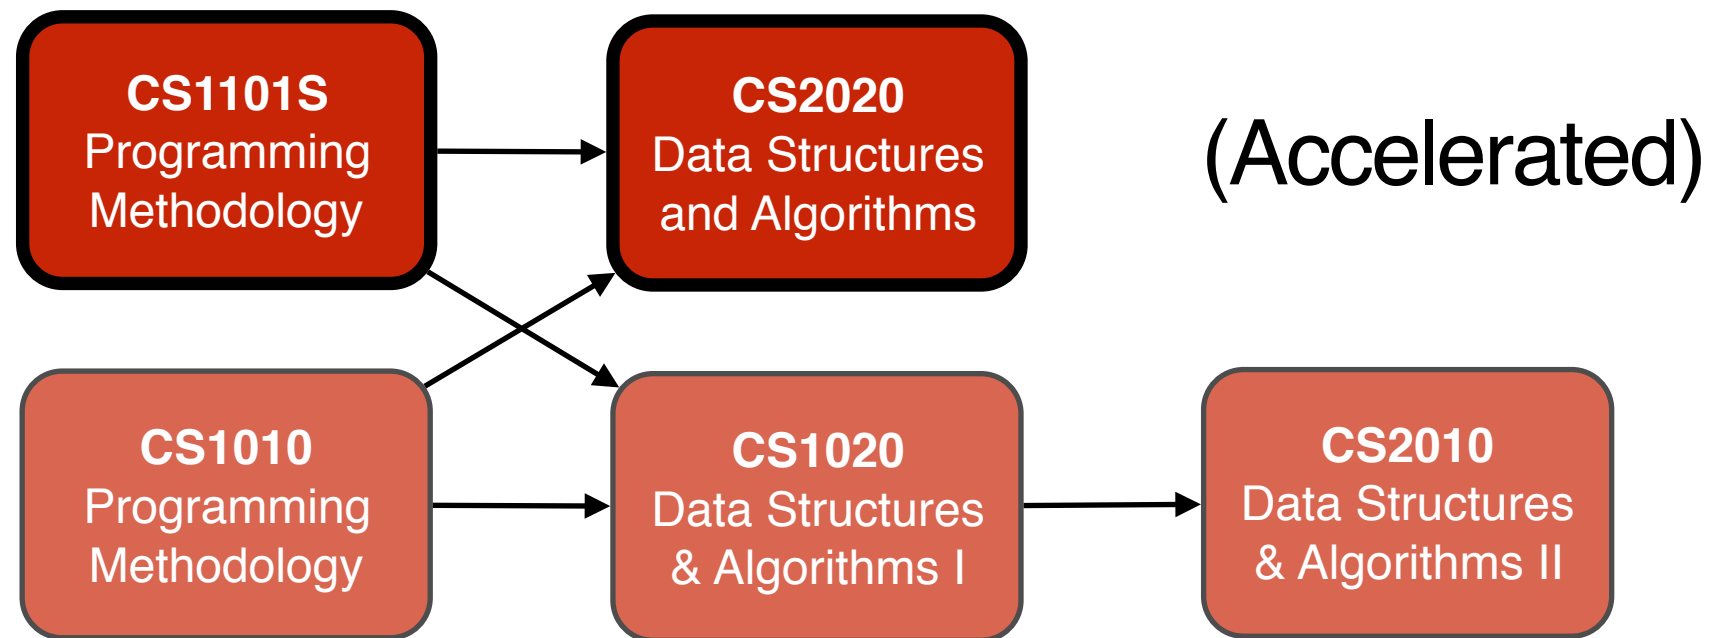 CS1101S
Programming
Methodology
CS2020
Data Structures
and Algorithms
(Accelerated)
CS1010
Programming
Methodology
CS1020
Data Structures
& Algorithms I
CS2010
Data Structures
& Algorithms II